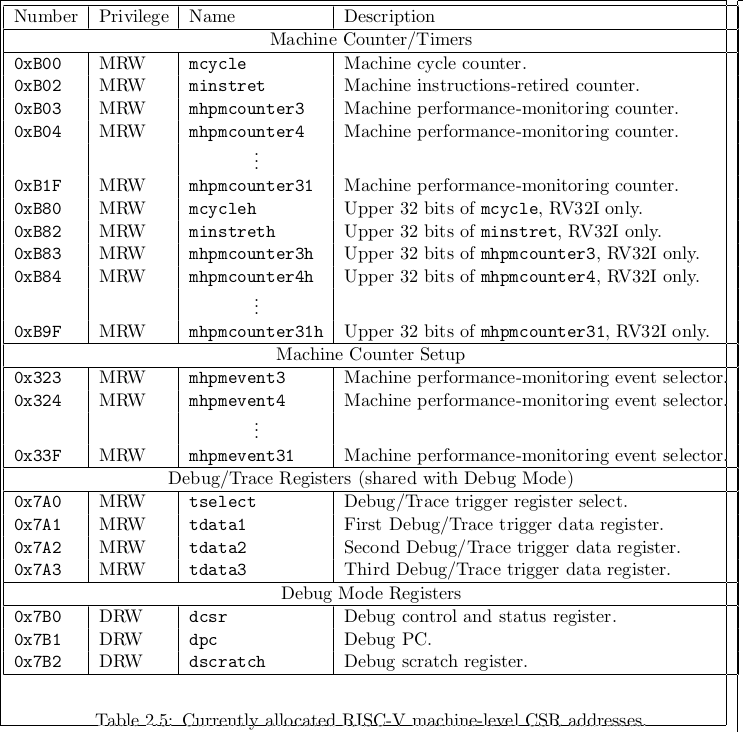 Number Privilege Name Description
Machine Counter/Timers
0xB00 MRW mcycle Machine cycle counter.
0xB02 MRW minstret Machine instructions-retired counter.
0xB03 MRW mhpmcounter3 Machine performance-monitoring counter.
0xB04 MRW mhpmcounter4 Machine performance-monitoring counter.
⋮
0xB1F MRW mhpmcounter31 Machine performance-monitoring counter.
0xB80 MRW mcycleh Upper 32 bits of mcycle, RV32I only.
0xB82 MRW minstreth Upper 32 bits of minstret, RV32I only.
0xB83 MRW mhpmcounter3h Upper 32 bits of mhpmcounter3, RV32I only.
0xB84 MRW mhpmcounter4h Upper 32 bits of mhpmcounter4, RV32I only.
⋮
0xB9F MRW mhpmcounter31h Upper 32 bits of mhpmcounter31, RV32I only.
Machine Counter Setup
0x323 MRW mhpmevent3 Machine performance-monitoring event selector.
0x324 MRW mhpmevent4 Machine performance-monitoring event selector.
⋮
0x33F MRW mhpmevent31 Machine performance-monitoring event selector.
Debug/Trace Registers (shared with Debug Mode)
0x7A0 MRW tselect Debug/Trace trigger register select.
0x7A1 MRW tdata1 First Debug/Trace trigger data register.
0x7A2 MRW tdata2 Second Debug/Trace trigger data register.
0x7A3 MRW tdata3 Third Debug/Trace trigger data register.
Debug Mode Registers
0x7B0 DRW dcsr Debug control and status register.
0x7B1 DRW dpc Debug PC.
0x7B2 DRW dscratch Debug scratch register.
Table 2.5: Currently allocated RISC-V machine-level CSR addresses.